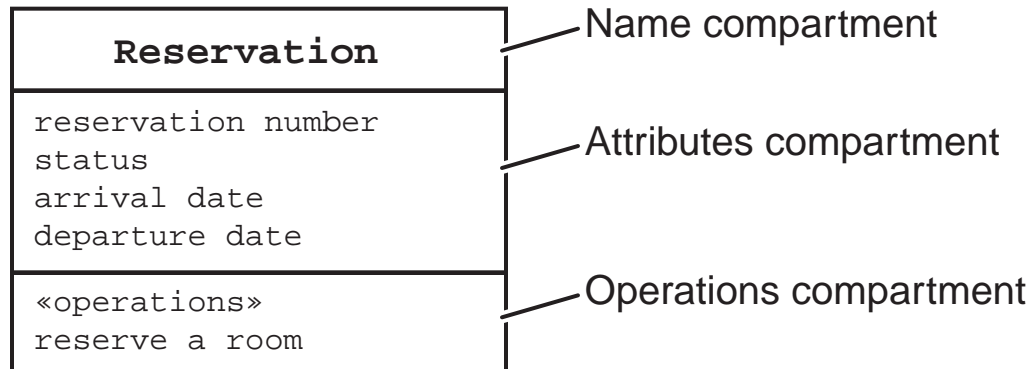 Reservation
Name compartment
reservation number
status
arrival date
departure date
Attributes compartment
«operations»
reserve a room
Operations compartment